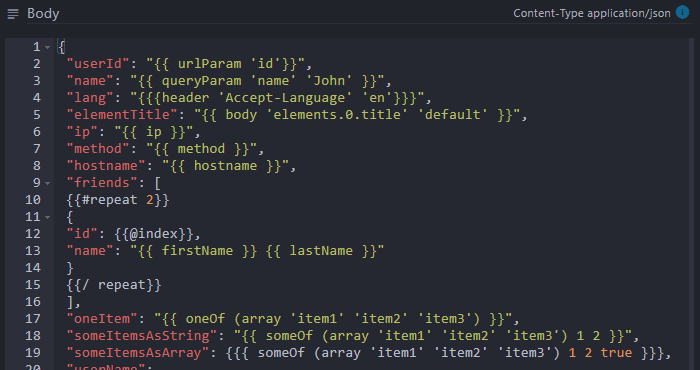 Body
Content-Type application/json
1 {
2 "userId": "{{ urlParam 'id'}}",
3 "name": "{{ queryParam 'name' 'John' }}",
4 "lang": "{{{header 'Accept-Language' 'en'}}}",
5 "elementTitle": "{{ body 'elements.0.title' 'default' }}",
6 "ip": "{{ ip }}",
7 "method": "{{ method }}",
8 "hostname": "{{ hostname }}",
9 "friends": [
10 {{#repeat 2}}
11 {
12 "id": {{@index}},
13 "name": "{{ firstName }} {{ lastName }}"
14 }
15 {{/ repeat}}
16 ],
17 "oneItem": "{{ oneOf (array 'item1' 'item2' 'item3') }}",
18 "someItemsAsString": "{{ someOf (array 'item1' 'item2' 'item3') 1 2 }}",
19 "someItemsAsArray": {{{ someOf (array 'item1' 'item2' 'item3') 1 2 true }}},
20 "userName":